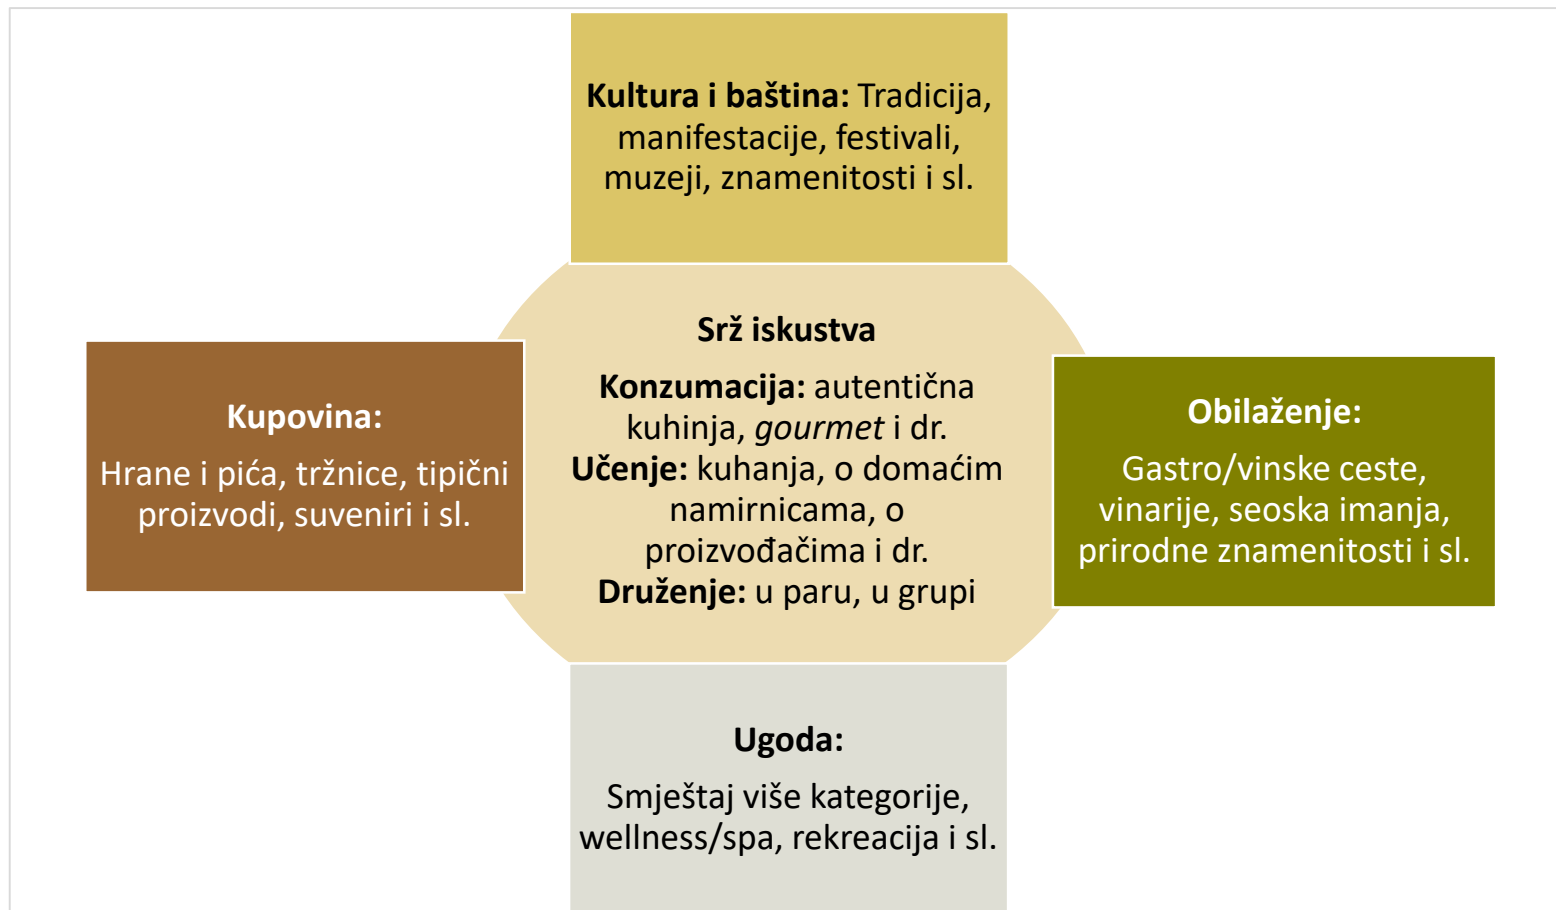 Kultura i baština: Tradicija,
manifestacije, festivali,
muzeji, znamenitosti i sl.
Kupovina:
Hrane i pića, tržnice, tipični
proizvodi, suveniri i sl.
Srž iskustva
Konzumacija: autentična
kuhinja, gourmet i dr.
Učenje: kuhanja, o domaćim
namirnicama, o
proizvođačima i dr.
Druženje: u paru, u grupi
Obilaženje:
Gastro/vinske ceste,
vinarije, seoska imanja,
prirodne znamenitosti i sl.
Ugoda:
Smještaj više kategorije,
wellness/spa, rekreacija i sl.